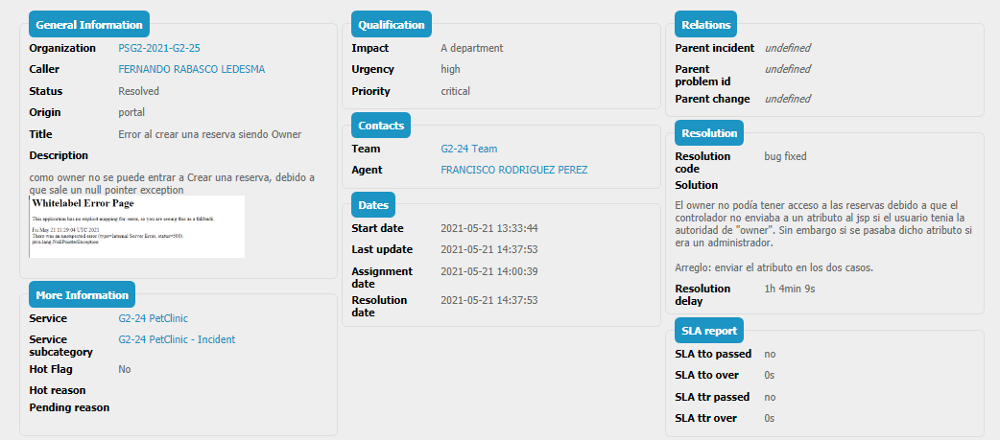 General Information
Organization PSG2-2021-G2-25
Caller FERNANDO RABASCO LEDESMA
Status Resolved
Origin portal
Title Error al crear una reserva siendo Owner
Description
como owner no se puede entrar a Crear una reserva, debido a
que sale un null pointer exception
Whitelabel Error Page
This application has no explicit mapping for /error, so you are seeing this as a fallback.
Fri May 21 11:29:04 UTC 2021
There was an unexpected error (type=Internal Server Error, status=500).
java.lang.NullPointerException
More Information
Service G2-24 PetClinic
Service
subcategory G2-24 PetClinic - Incident
Hot Flag No
Hot reason
Pending reason
Qualification
Impact A department
Urgency high
Priority critical
Contacts
Team G2-24 Team
Agent FRANCISCO RODRIGUEZ PEREZ
Dates
Start date 2021-05-21 13:33:44
Last update 2021-05-21 14:37:53
Assignment
date 2021-05-21 14:00:39
Resolution
date 2021-05-21 14:37:53
Relations
Parent incident undefined
Parent
problem id undefined
Parent change undefined
Resolution
Resolution
code bug fixed
Solution
El owner no podía tener acceso a las reservas debido a que el
controlador no enviaba a un atributo al jsp si el usuario tenia la
autoridad de "owner". Sin embargo si se pasaba dicho atributo si
era un administrador.
Arreglo: enviar el atributo en los dos casos.
Resolution
delay 1h 4min 9s
SLA report
SLA tto passed no
SLA tto over 0s
SLA ttr passed no
SLA ttr over 0s